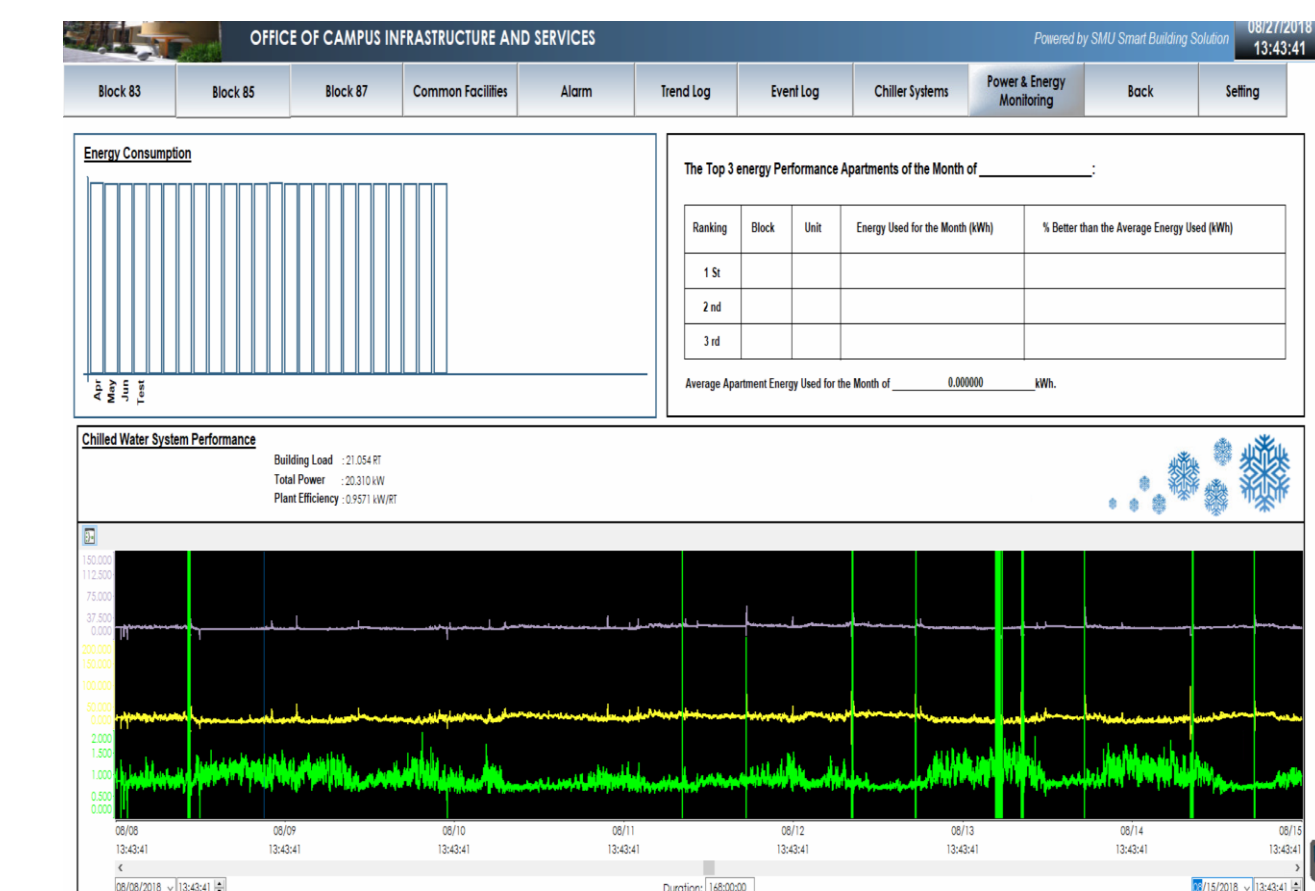 OFFICE OF CAMPUS INFRASTRUCTURE AND SERVICES
Powered by SMU Smart Building Solution
08/27/2018
13:43:41
Block 83
Block 85
Block 87
Common Facilities
Alarm
Trend Log
Event Log
Chiller Systems
Power & Energy
Monitoring
Back
Setting
Energy Consumption
Apr
May
Jun
Test
The Top 3 energy Performance Apartments of the Month of ____________________:
Ranking Block Unit Energy Used for the Month (kWh) % Better than the Average Energy Used (kWh)
1 St
2 nd
3 rd
Average Apartment Energy Used for the Month of __________0.000000__________kWh.
Chilled Water System Performance
Building Load : 21.054 RT
Total Power : 20.310 kW
Plant Efficiency : 0.9571 kW/RT
150.000
112.500
75.000
37.500
0.000
200.000
150.000
100.000
50.000
0.000
2.000
1.500
1.000
0.500
0.000
08/08 08/09 08/10 08/11 08/12 08/13 08/14 08/15
13:43:41 13:43:41 13:43:41 13:43:41 13:43:41 13:43:41 13:43:41 13:43:41
08/08/2018 13:43:41 Duration: 168:00:00 08/15/2018 13:43:41